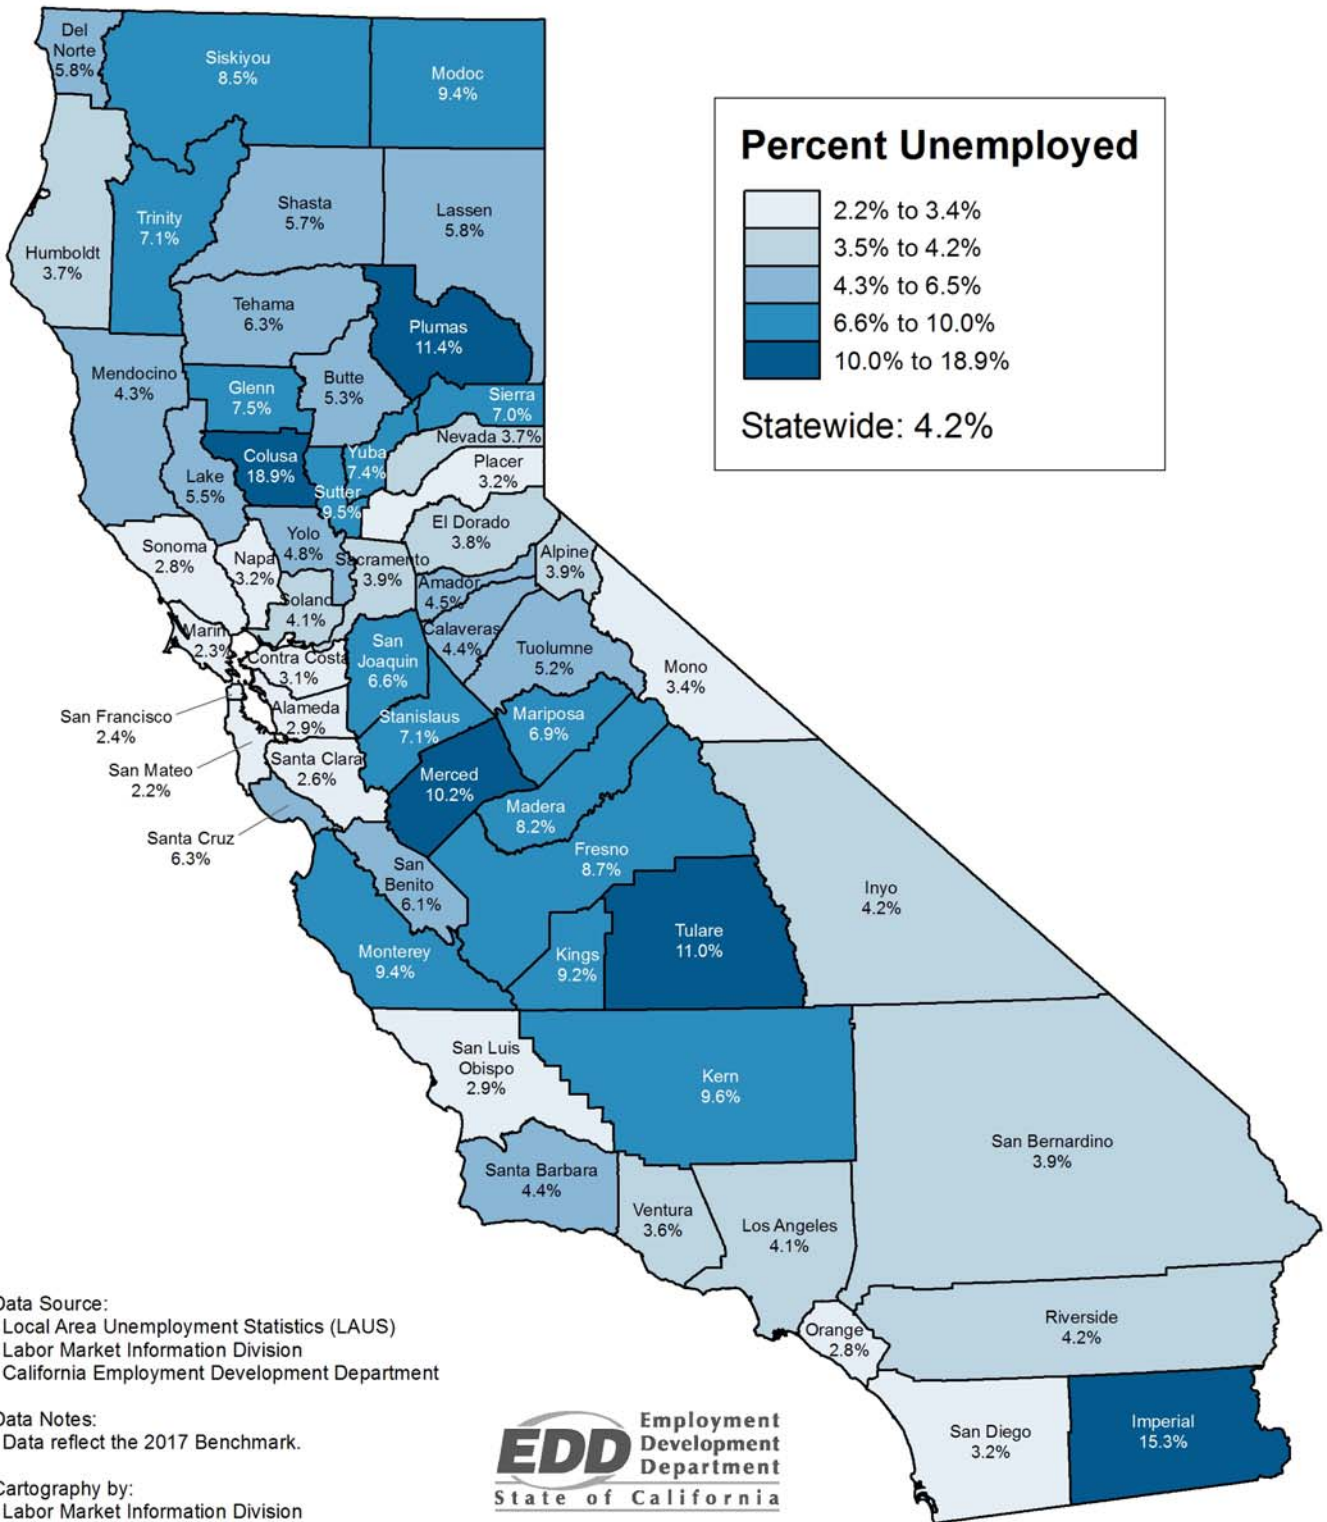 Del
Norte
5.8%
Siskiyou
8.5%
Modoc
9.4%
Percent Unemployed
2.2% to 3.4%
3.5% to 4.2%
4.3% to 6.5%
6.6% to 10.0%
10.0% to 18.9%
Statewide: 4.2%
Humboldt
3.7%
Trinity
7.1%
Shasta
5.7%
Lassen
5.8%
Tehama
6.3%
Plumas
11.4%
Mendocino
4.3%
Glenn
7.5%
Butte
5.3%
Sierra
7.0%
Nevada 3.7%
Placer
3.2%
Lake
5.5%
Colusa
18.9%
Sutter
9.5%
Yuba
7.4%
El Dorado
3.8%
Alpine
3.9%
Sonoma
2.8%
Napa
3.2%
Yolo
4.8%
Sacramento
3.9%
Amador
4.5%
Solano
4.1%
Marin
2.3%
Contra Costa
3.1%
San
Joaquin
6.6%
Calaveras
4.4%
Tuolumne
5.2%
Mono
3.4%
San Francisco
2.4%
Alameda
2.9%
Stanislaus
7.1%
Mariposa
6.9%
San Mateo
2.2%
Santa Clara
2.6%
Merced
10.2%
Madera
8.2%
Santa Cruz
6.3%
San
Benito
6.1%
Fresno
8.7%
Inyo
4.2%
Monterey
9.4%
Kings
9.2%
Tulare
11.0%
San Luis
Obispo
2.9%
Kern
9.6%
San Bernardino
3.9%
Santa Barbara
4.4%
Ventura
3.6%
Los Angeles
4.1%
Orange
2.8%
Riverside
4.2%
San Diego
3.2%
Imperial
15.3%
Data Source:
Local Area Unemployment Statistics (LAUS)
Labor Market Information Division
California Employment Development Department
Data Notes:
Data reflect the 2017 Benchmark.
Cartography by:
Labor Market Information Division
EDD
Employment
Development
Department
State of California